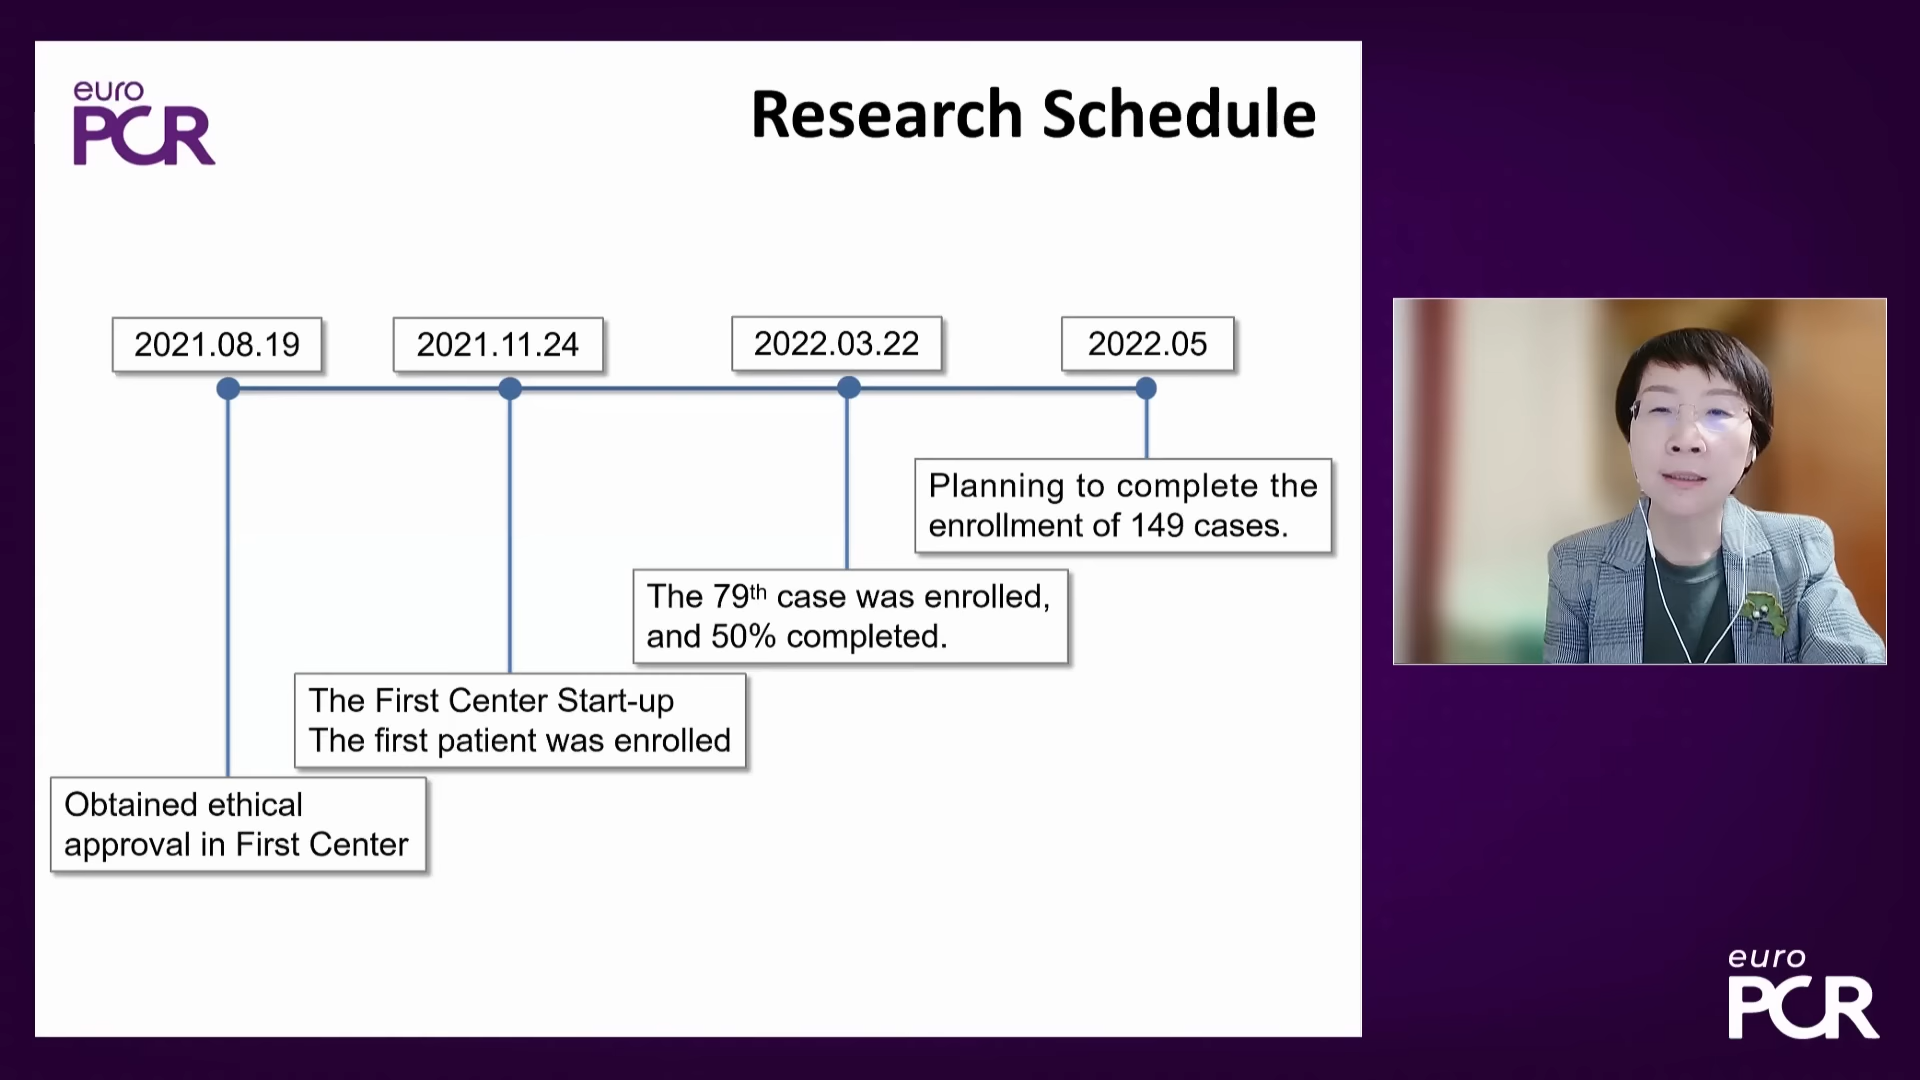 euro
PCR
Research Schedule
2021.08.19
2021.11.24
2022.03.22
2022.05
Planning to complete the
enrollment of 149 cases.
The 79th case was enrolled,
and 50% completed.
The First Center Start-up
The first patient was enrolled
Obtained ethical
approval in First Center
euro
PCR